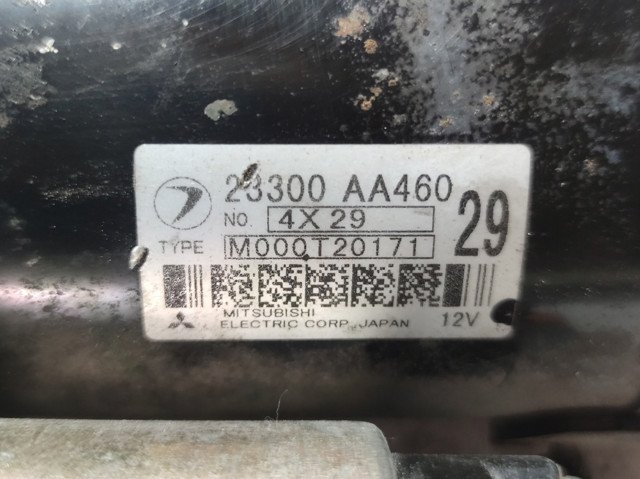 23300 AA460
NO. 4X29
29
TYPE M000T20171
MITSUBISHI
ELECTRIC CORP. JAPAN 12V